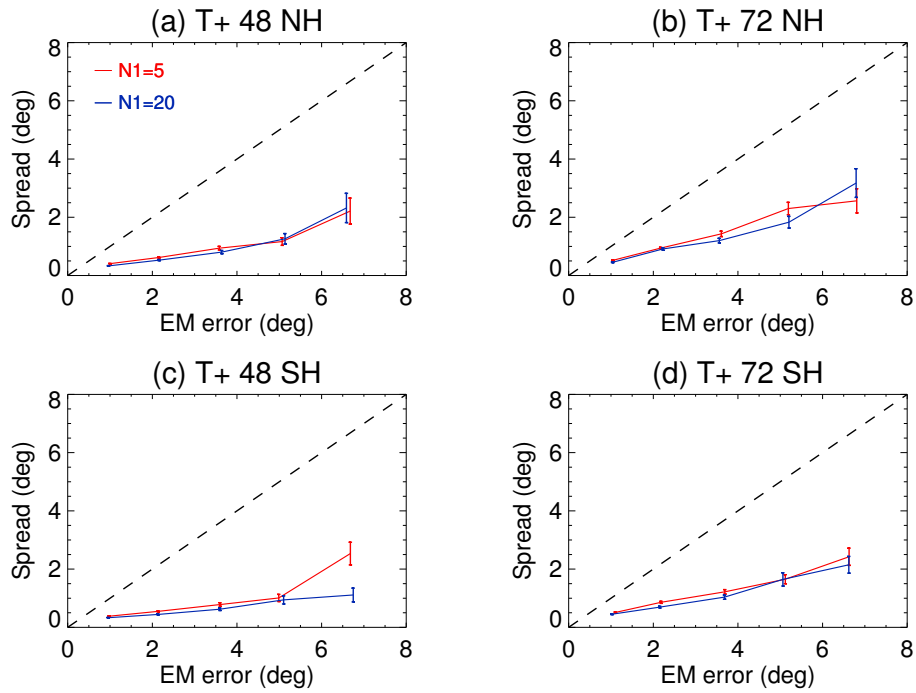 (a) T+ 48 NH
8
6
4
2
0
Spread (deg)
N1=5
N1=20
0 2 4 6 8
EM error (deg)
(b) T+ 72 NH
8
6
4
2
0
Spread (deg)
0 2 4 6 8
EM error (deg)
(c) T+ 48 SH
8
6
4
2
0
Spread (deg)
0 2 4 6 8
EM error (deg)
(d) T+ 72 SH
8
6
4
2
0
Spread (deg)
0 2 4 6 8
EM error (deg)